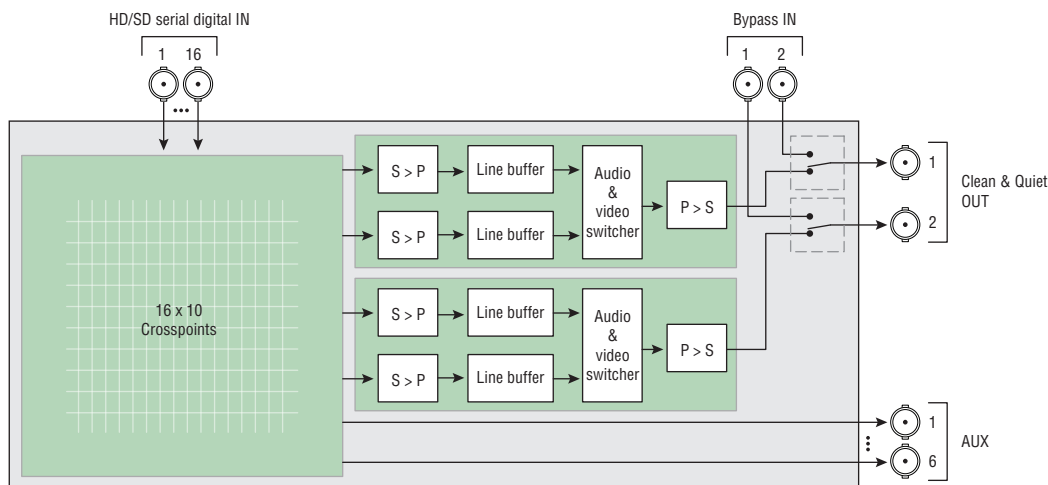 HD/SD serial digital IN
1 16
Bypass IN
1 2
S > P
Line buffer
Audio
&
video
switcher
P > S
S > P
Line buffer
1
2
Clean & Quiet
OUT
16 x 10
Crosspoints
S > P
Line buffer
Audio
&
video
switcher
P > S
S > P
Line buffer
1
6
AUX